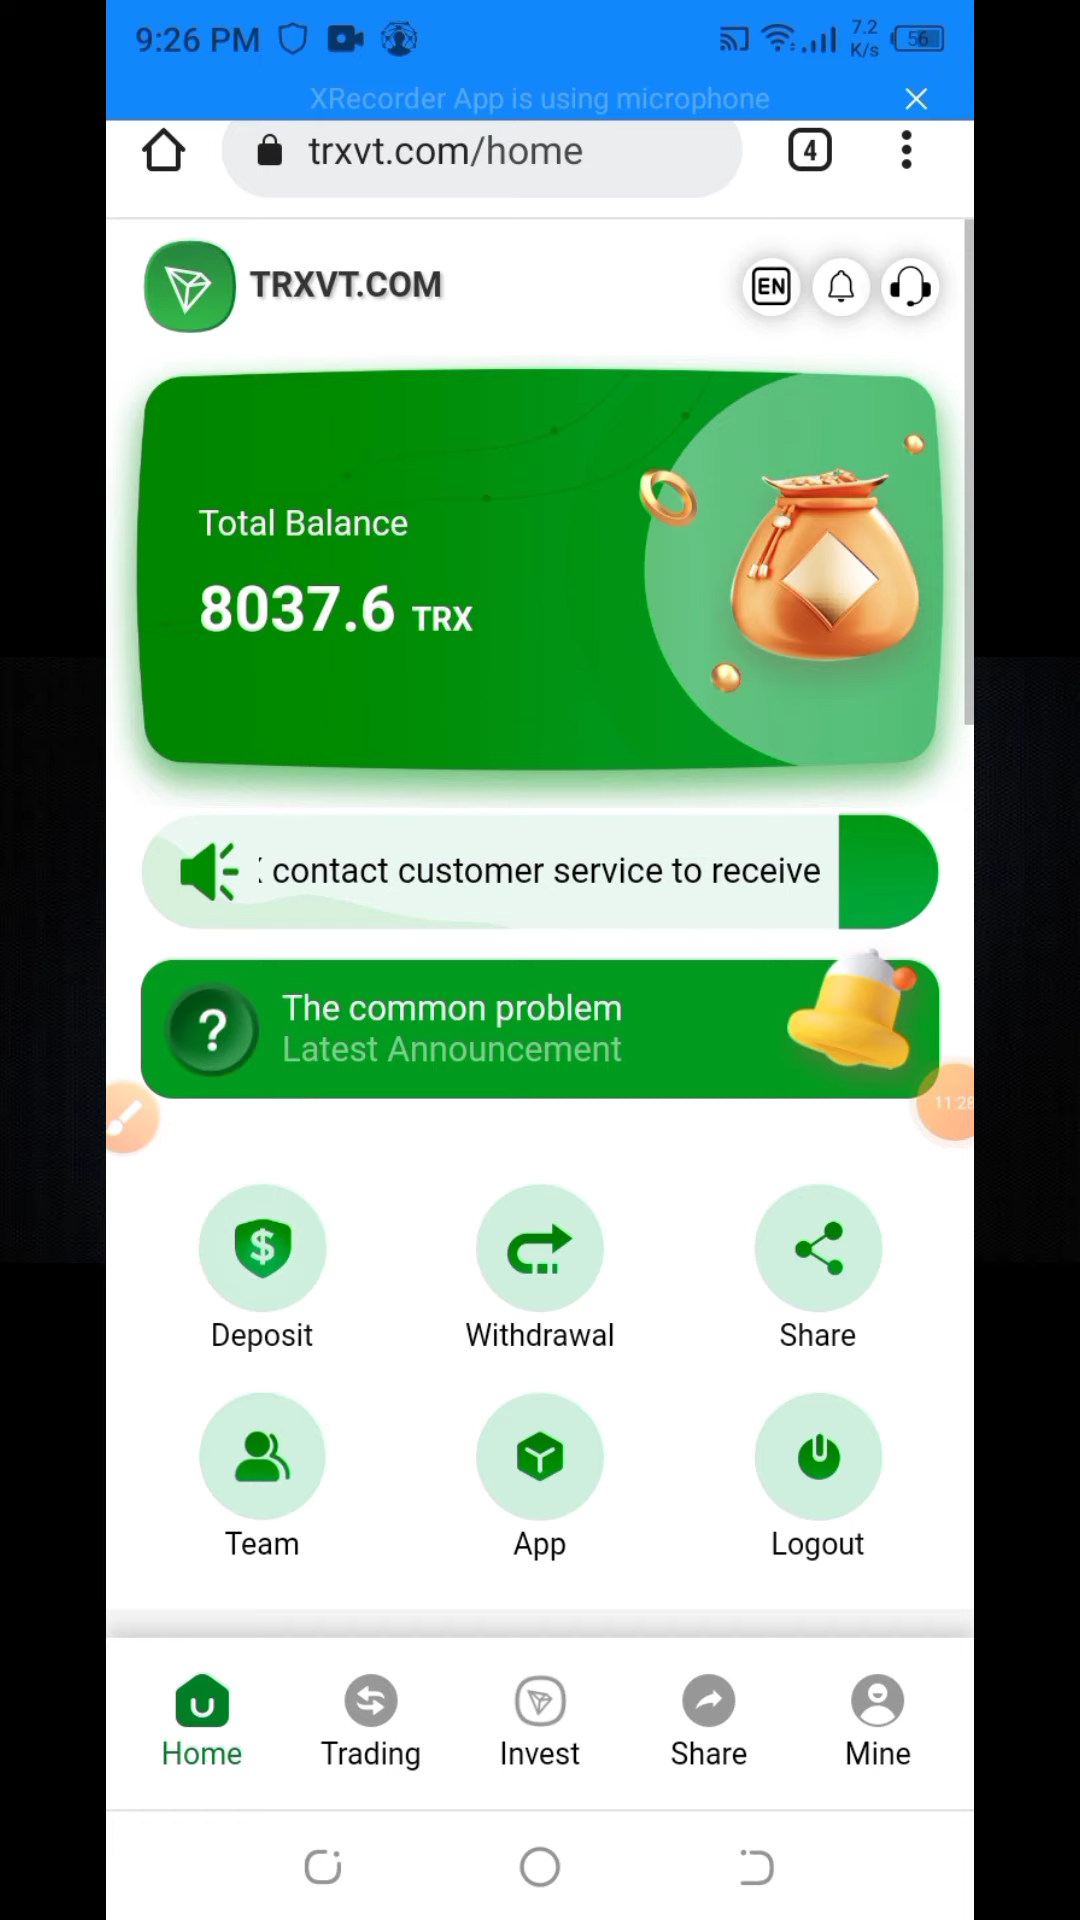 9:26 PM
7.2
K/s
56
XRecorder App is using microphone
trxvt.com/home
4
TRXVT.COM
EN
Total Balance
8037.6 TRX
contact customer service to receive
?
The common problem
Latest Announcement
11:28
$
Deposit
Withdrawal
Share
Team
App
Logout
Home
Trading
Invest
Share
Mine